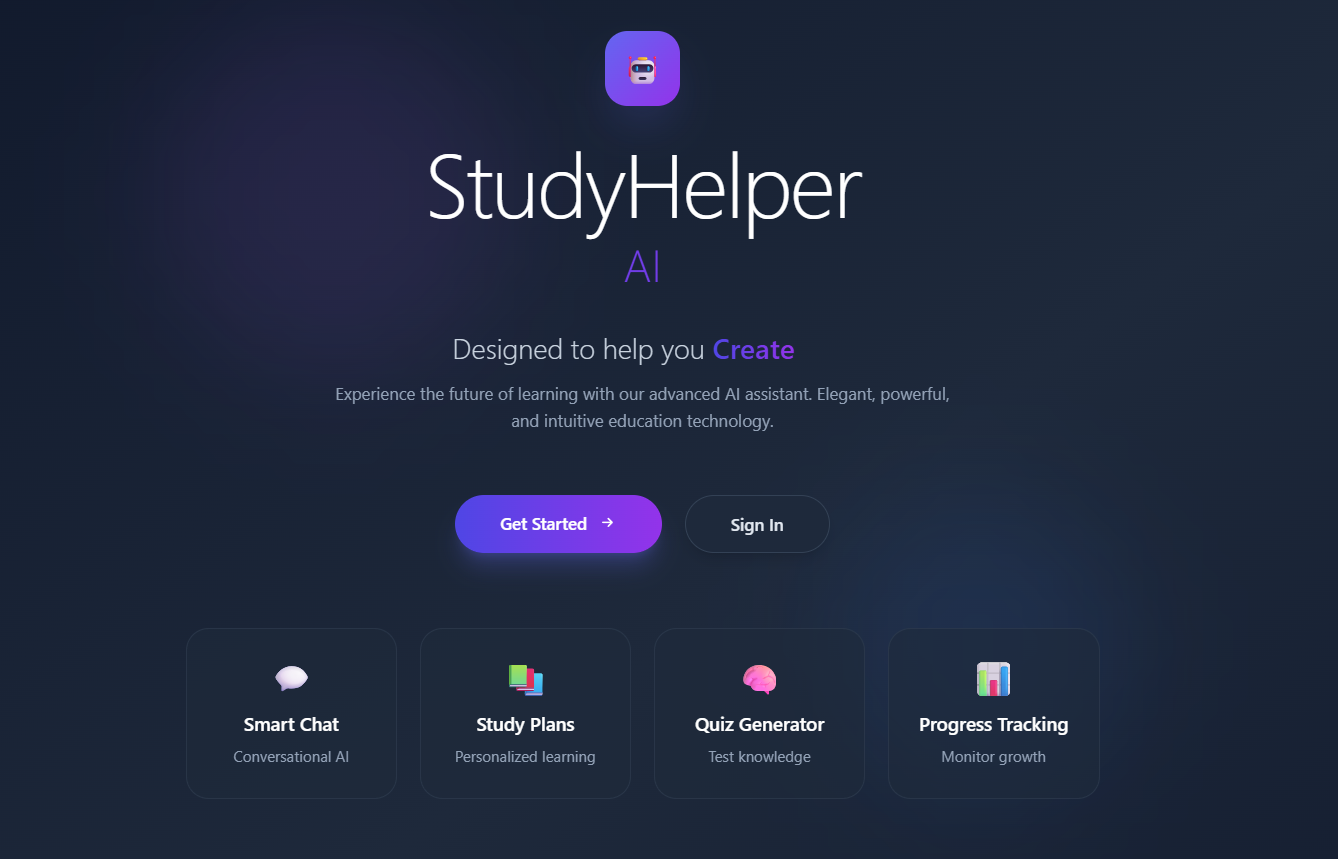 StudyHelper
AI
Designed to help you Create
Experience the future of learning with our advanced AI assistant. Elegant, powerful,
and intuitive education technology.
Get Started →
Sign In
Smart Chat
Conversational AI
Study Plans
Personalized learning
Quiz Generator
Test knowledge
Progress Tracking
Monitor growth